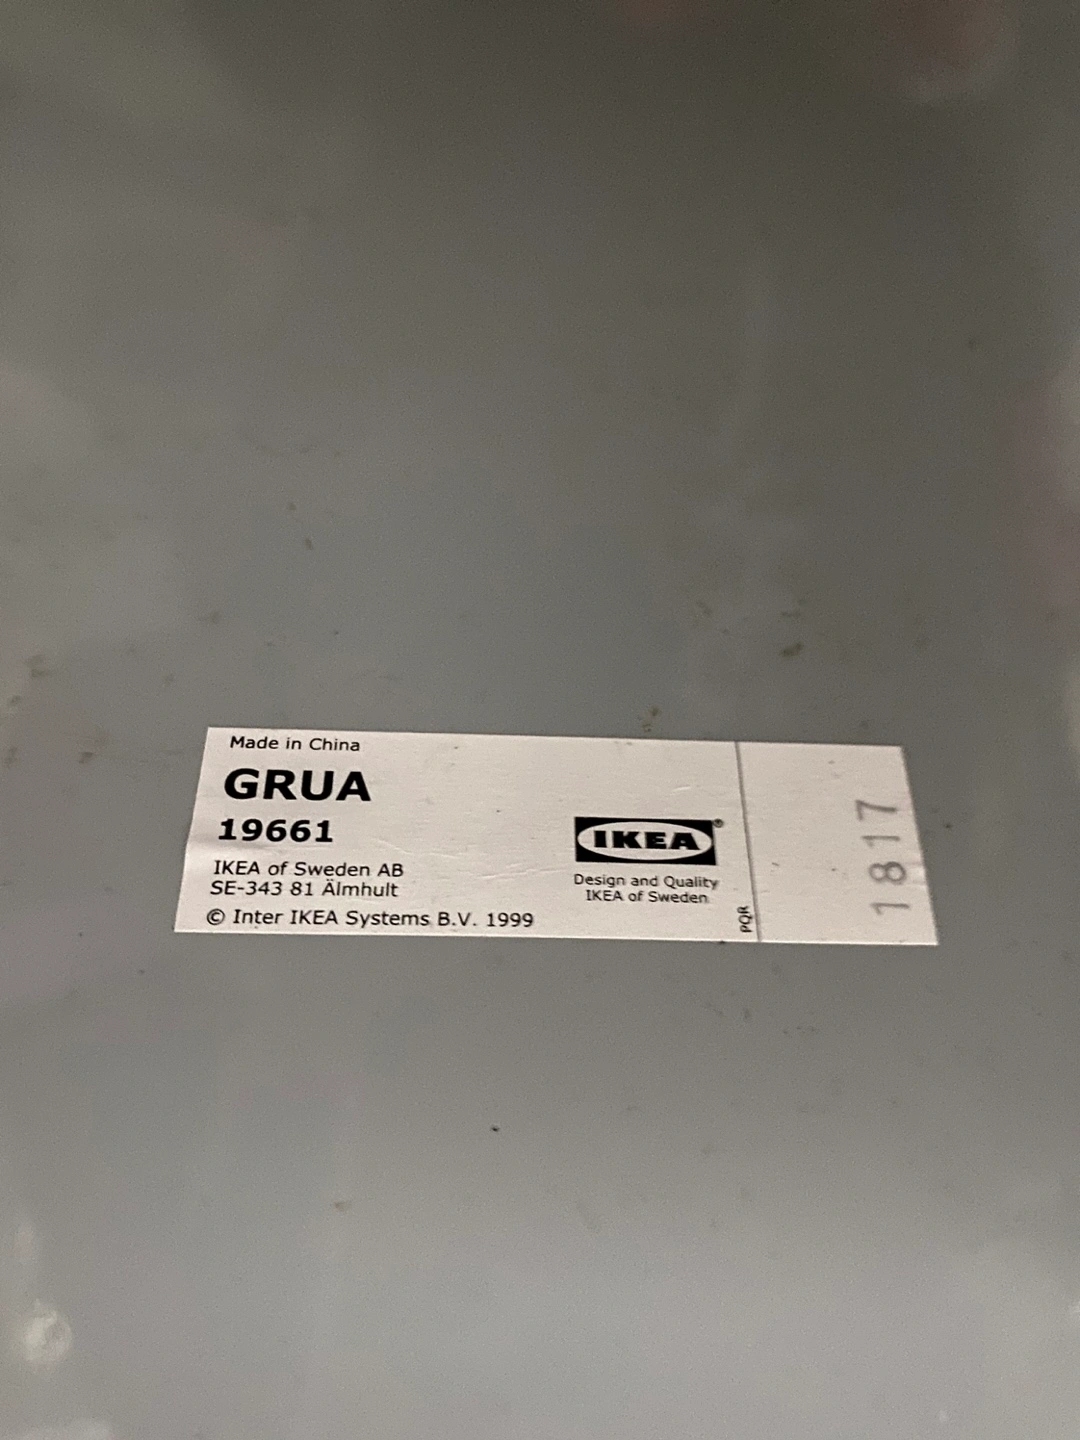 Made in China
GRUA
19661
IKEA of Sweden AB
SE-343 81 Älmhult
© Inter IKEA Systems B.V. 1999
IKEA®
Design and Quality
IKEA of Sweden
PQR
1817